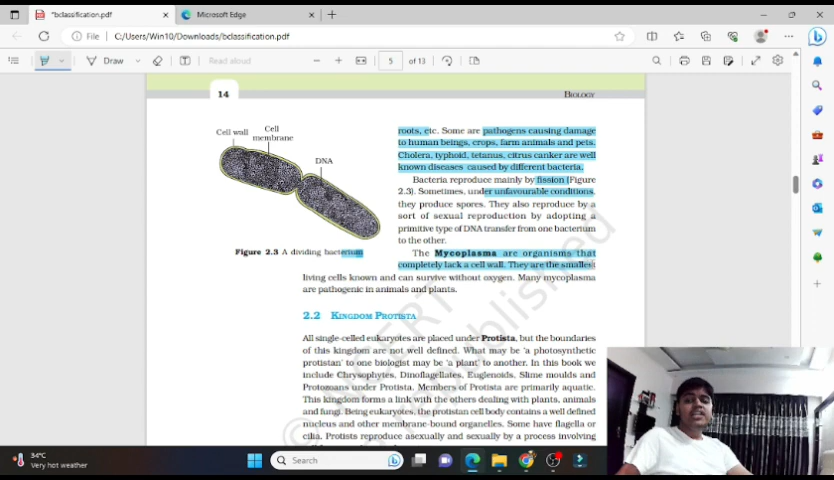 *bclassification.pdf
Microsoft Edge
File
C:/Users/Win10/Downloads/bclassification.pdf
Draw
Read aloud
5
of 13
14
BIOLOGY
Cell wall
Cell
membrane
DNA
Figure 2.3 A dividing bacterium
roots, etc. Some are pathogens causing damage
to human beings, crops, farm animals and pets.
Cholera, typhoid, tetanus, citrus canker are well
known diseases caused by different bacteria.
Bacteria reproduce mainly by fission (Figure
2.3). Sometimes, under unfavourable conditions,
they produce spores. They also reproduce by a
sort of sexual reproduction by adopting a
primitive type of DNA transfer from one bacterium
to the other.
The Mycoplasma are organisms that
completely lack a cell wall. They are the smallest
living cells known and can survive without oxygen. Many mycoplasma
are pathogenic in animals and plants.
2.2 KINGDOM PROTISTA
All single-celled eukaryotes are placed under Protista, but the boundaries
of this kingdom are not well defined. What may be 'a photosynthetic
protistan' to one biologist may be 'a plant' to another. In this book we
include Chrysophytes, Dinoflagellates, Euglenoids, Slime moulds and
Protozoans under Protista. Members of Protista are primarily aquatic.
This kingdom forms a link with the others dealing with plants, animals
and fungi. Being eukaryotes, the protistan cell body contains a well defined
nucleus and other membrane-bound organelles. Some have flagella or
cilia. Protists reproduce asexually and sexually by a process involving
34°C
Very hot weather
Search